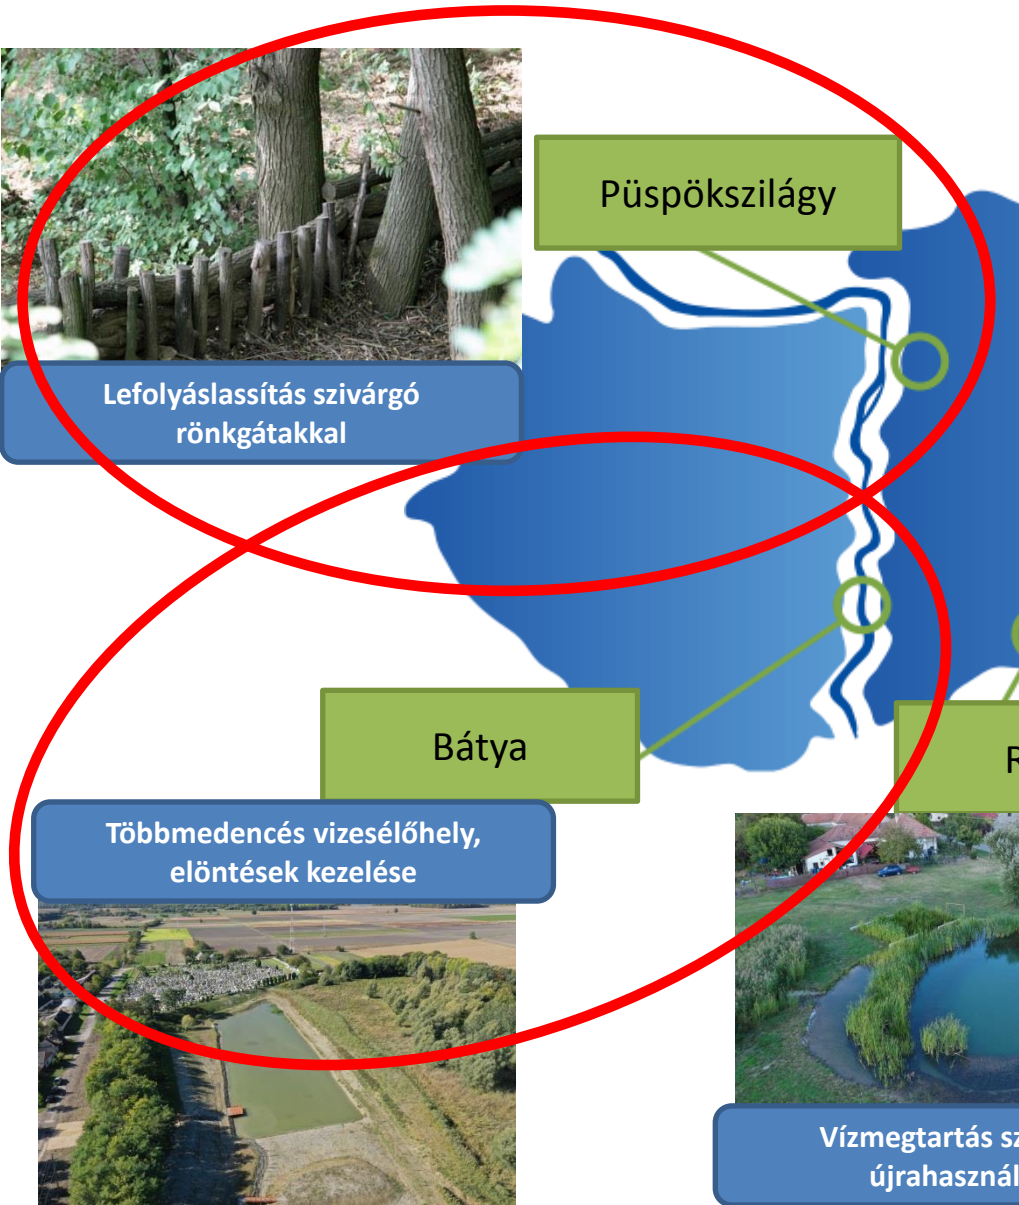 Püspökszilágy
Lefolyáslassítás szivárgó
rönkgátakkal
Bátya
R
Többmedencés vizesélőhely,
elöntések kezelése
Vízmegtartás sz
újrahasznál